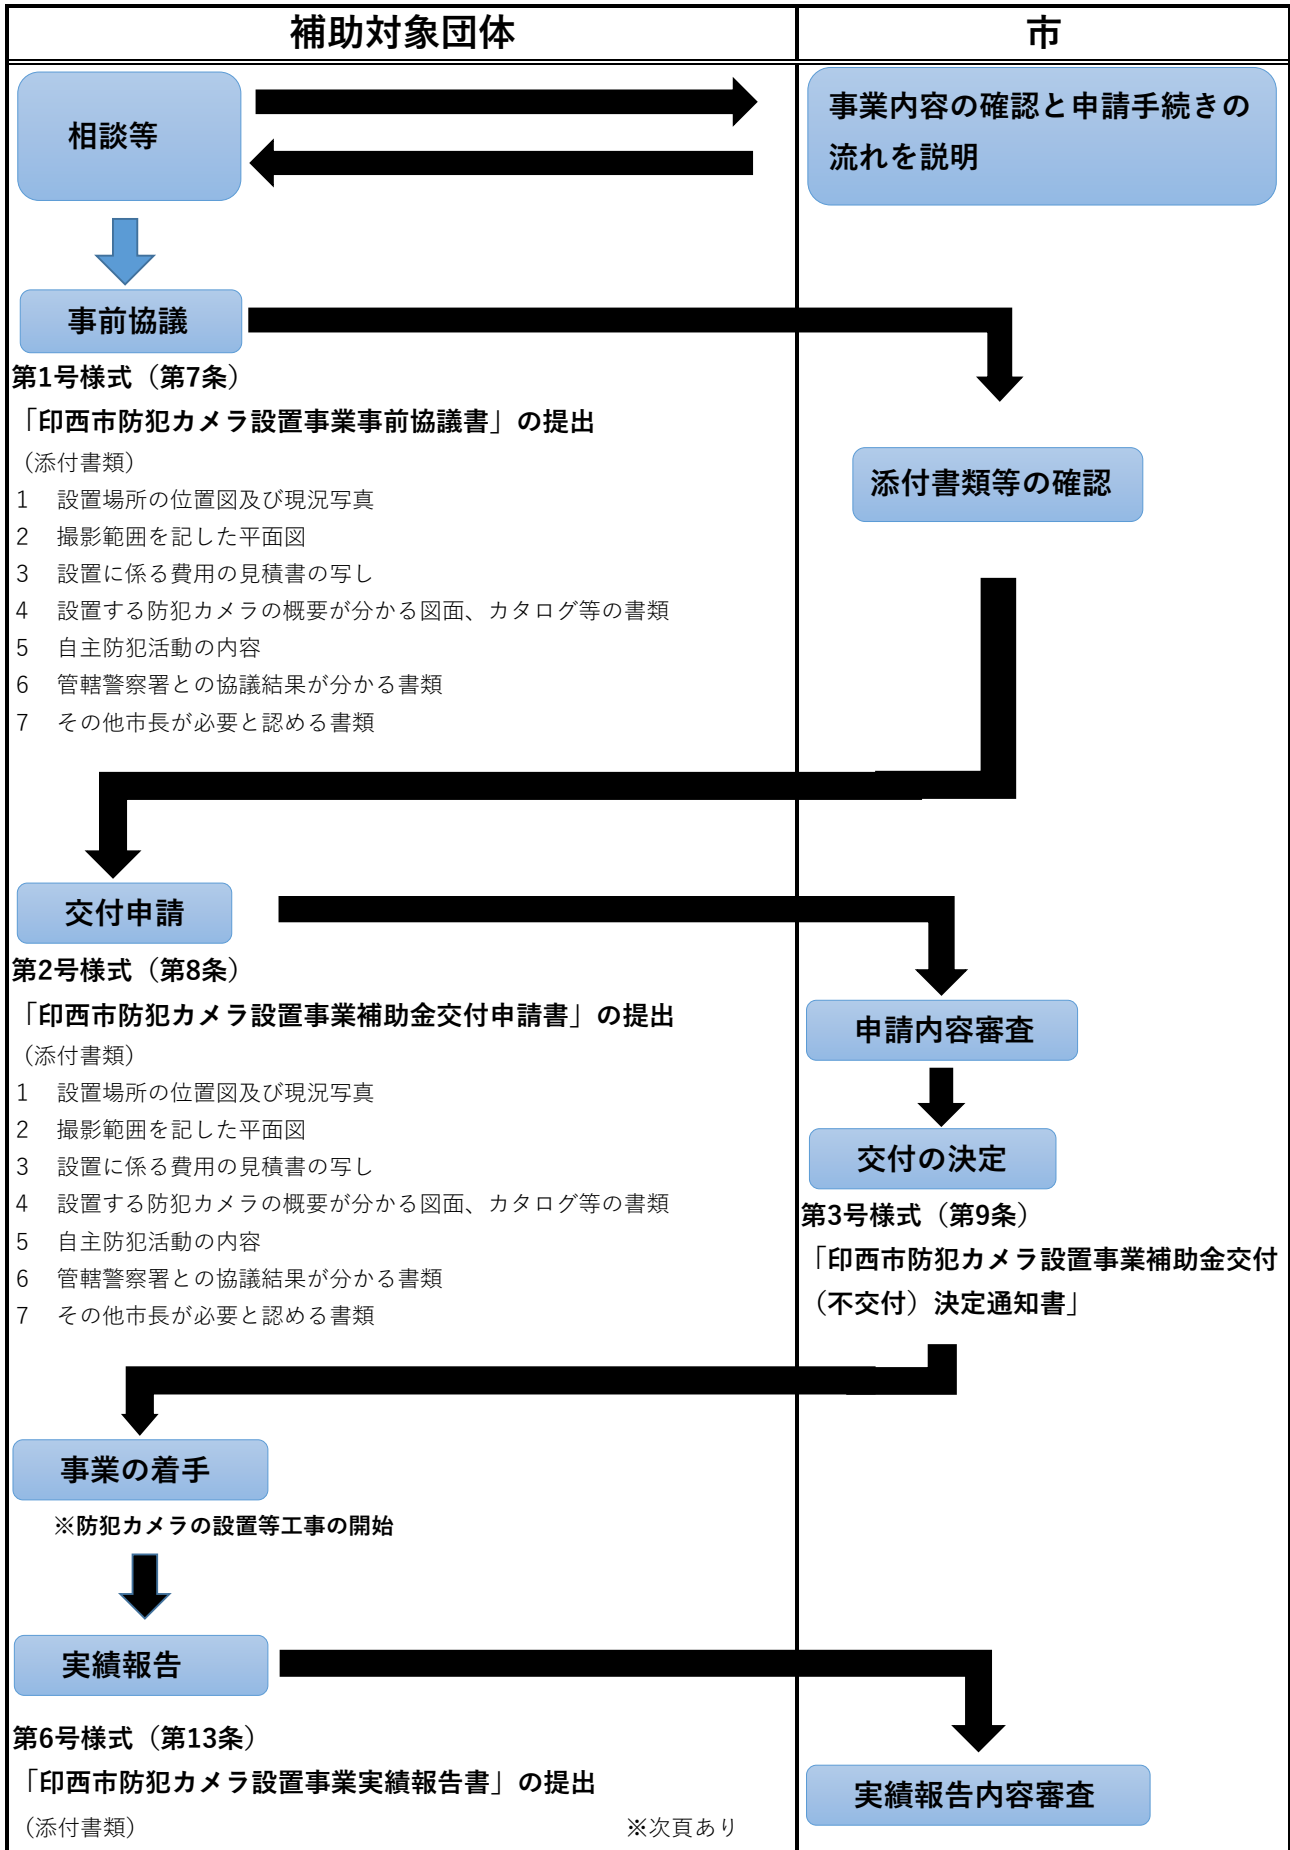 補助対象団体
市
相談等
事業内容の確認と申請手続きの
流れを説明
事前協議
第1号様式（第7条）
「印西市防犯カメラ設置事業事前協議書」の提出
（添付書類）
1　設置場所の位置図及び現況写真
2　撮影範囲を記した平面図
3　設置に係る費用の見積書の写し
4　設置する防犯カメラの概要が分かる図面、カタログ等の書類
5　自主防犯活動の内容
6　管轄警察署との協議結果が分かる書類
7　その他市長が必要と認める書類
添付書類等の確認
交付申請
第2号様式（第8条）
「印西市防犯カメラ設置事業補助金交付申請書」の提出
（添付書類）
1　設置場所の位置図及び現況写真
2　撮影範囲を記した平面図
3　設置に係る費用の見積書の写し
4　設置する防犯カメラの概要が分かる図面、カタログ等の書類
5　自主防犯活動の内容
6　管轄警察署との協議結果が分かる書類
7　その他市長が必要と認める書類
申請内容審査
交付の決定
第3号様式（第9条）
「印西市防犯カメラ設置事業補助金交付
（不交付）決定通知書」
事業の着手
※防犯カメラの設置等工事の開始
実績報告
第6号様式（第13条）
「印西市防犯カメラ設置事業実績報告書」の提出
（添付書類）
※次頁あり
実績報告内容審査